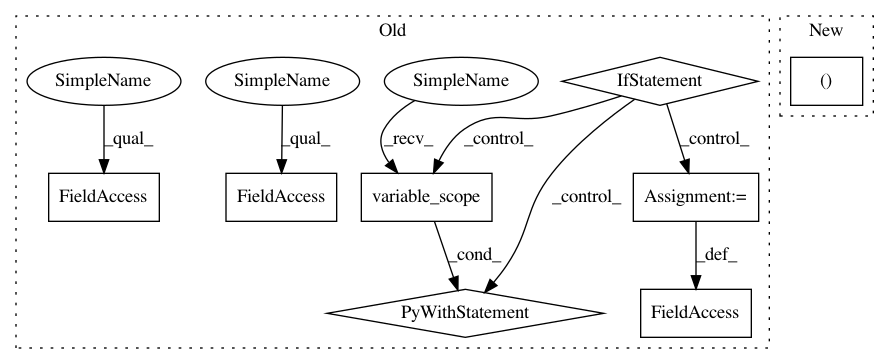 Old
New
SimpleName
SimpleName
SimpleName
IfStatement
()
_qual_
_qual_
_recv_
_control_
_control_
FieldAccess
FieldAccess
variable_scope
_control_
Assignment:=
_cond_
_def_
PyWithStatement
FieldAccess